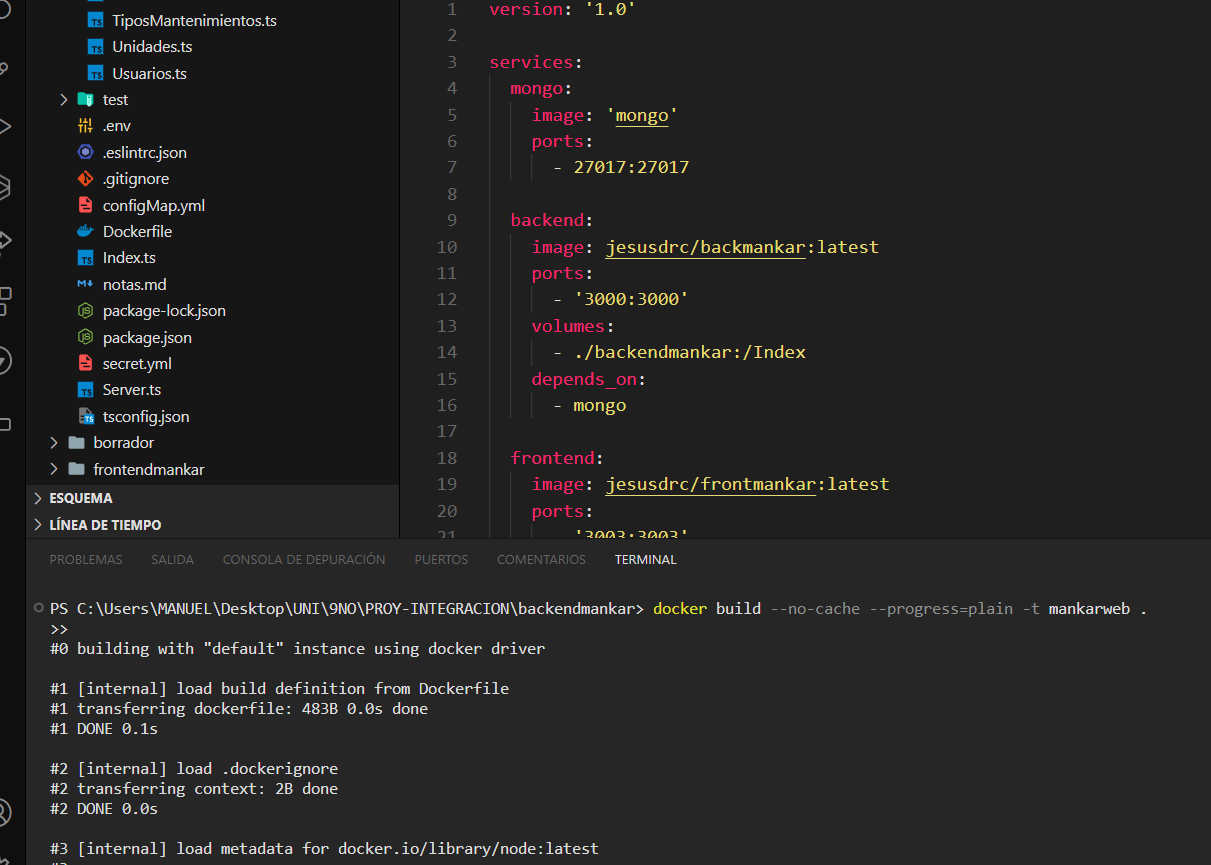 TiposMantenimientos.ts
Unidades.ts
Usuarios.ts
test
.env
.eslintrc.json
.gitignore
configMap.yml
Dockerfile
Index.ts
notas.md
package-lock.json
package.json
secret.yml
Server.ts
tsconfig.json
borrador
frontendmankar
ESQUEMA
LÍNEA DE TIEMPO
1 version: '1.0'
2
3 services:
4 mongo:
5 image: 'mongo'
6 ports:
7 - 27017:27017
8
9 backend:
10 image: jesusdrc/backmankar:latest
11 ports:
12 - '3000:3000'
13 volumes:
14 - ./backendmankar:/Index
15 depends_on:
16 - mongo
17
18 frontend:
19 image: jesusdrc/frontmankar:latest
20 ports:
21 - '3003:3003'
PROBLEMAS SALIDA CONSOLA DE DEPURACIÓN PUERTOS COMENTARIOS TERMINAL
PS C:\Users\MANUEL\Desktop\UNI\9NO\PROY-INTEGRACION\backendmankar> docker build --no-cache --progress=plain -t mankarweb .
>>
#0 building with "default" instance using docker driver
#1 [internal] load build definition from Dockerfile
#1 transferring dockerfile: 483B 0.0s done
#1 DONE 0.1s
#2 [internal] load .dockerignore
#2 transferring context: 2B done
#2 DONE 0.0s
#3 [internal] load metadata for docker.io/library/node:latest